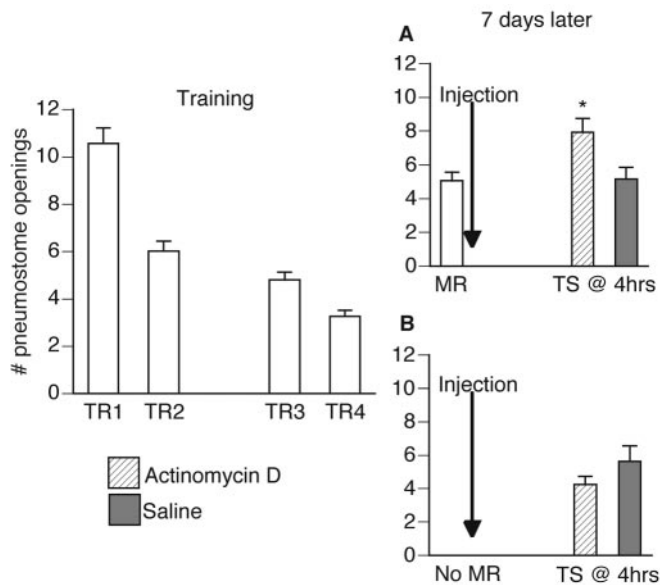 7 days later
A
Training
Injection
*
# pneumostome openings
12
10
8
6
4
2
0
TR1 TR2 TR3 TR4
12
10
8
6
4
2
0
MR TS @ 4hrs
B
Injection
12
10
8
6
4
2
0
No MR TS @ 4hrs
Actinomycin D
Saline